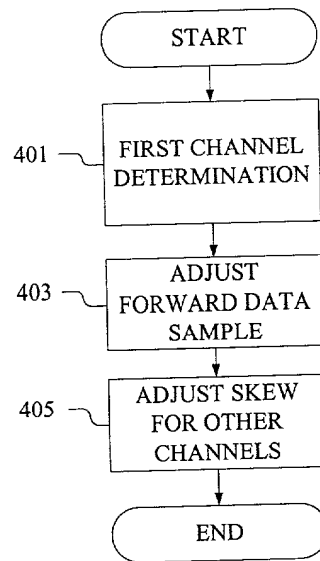 START
401
FIRST CHANNEL
DETERMINATION
403
ADJUST
FORWARD DATA
SAMPLE
405
ADJUST SKEW
FOR OTHER
CHANNELS
END